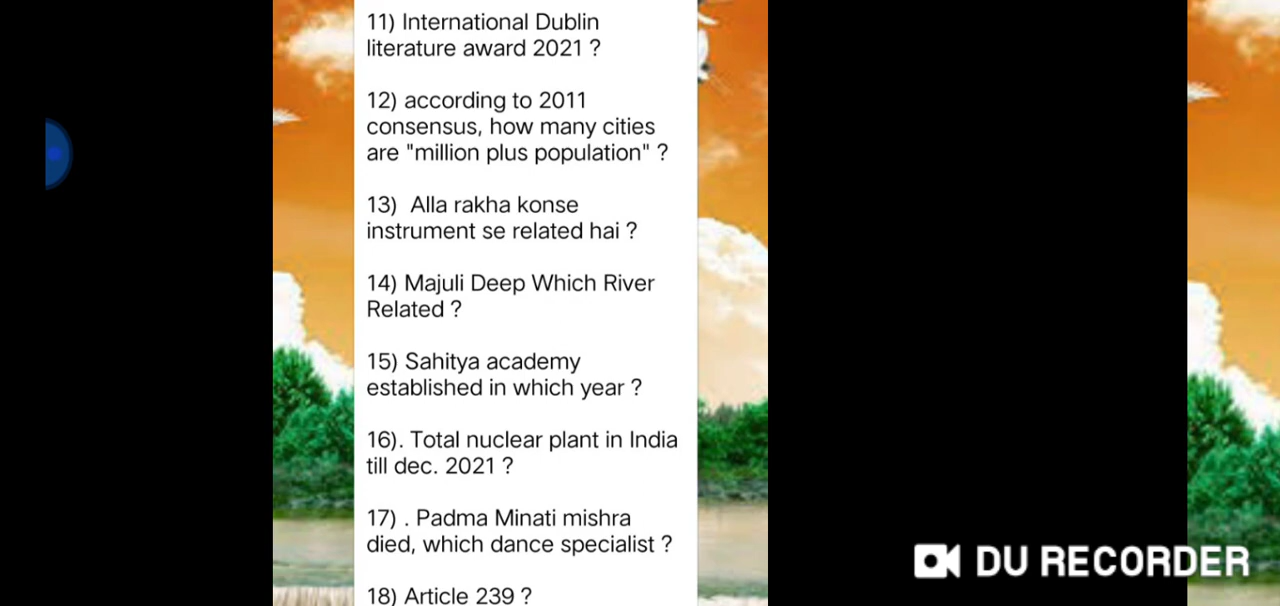 11) International Dublin
literature award 2021 ?
12) according to 2011
consensus, how many cities
are "million plus population" ?
13)  Alla rakha konse
instrument se related hai ?
14) Majuli Deep Which River
Related ?
15) Sahitya academy
established in which year ?
16). Total nuclear plant in India
till dec. 2021 ?
17) . Padma Minati mishra
died, which dance specialist ?
18) Article 239 ?
DU RECORDER